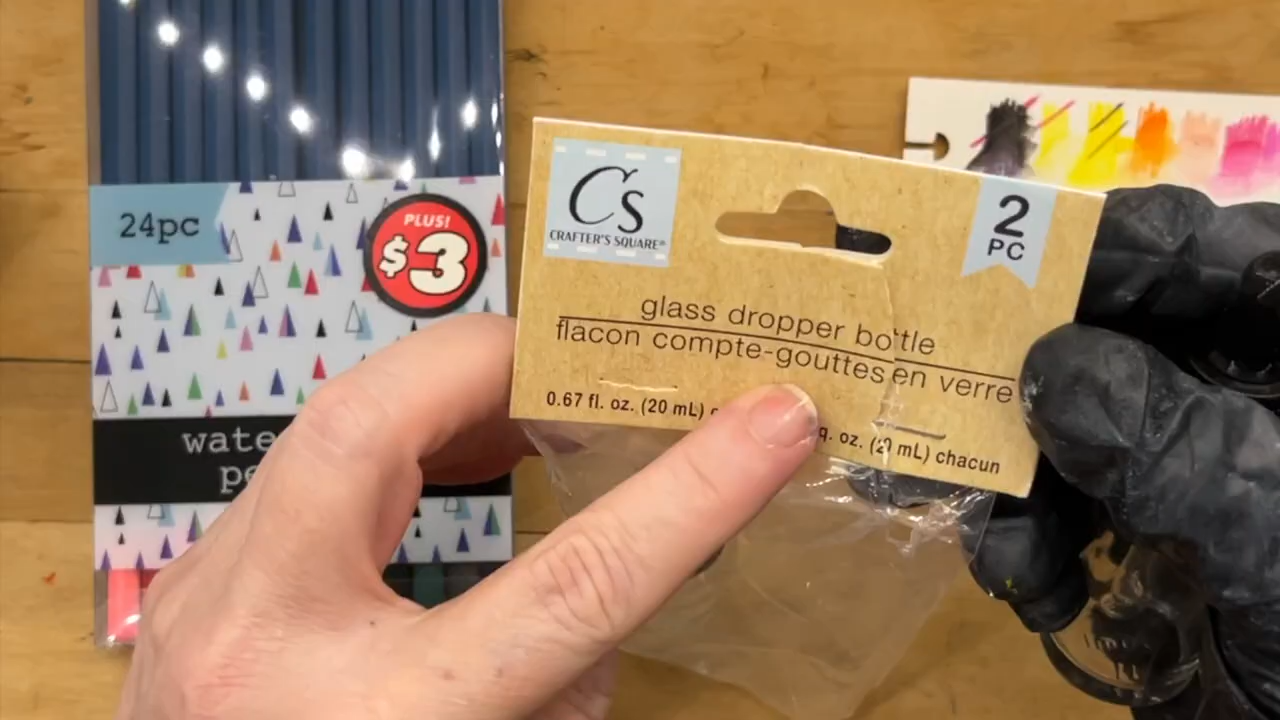 24pc
PLUS!
$3
wate
pe
Cs
CRAFTER'S SQUARE®
2
PC
glass dropper bottle
flacon compte-gouttes en verre
0.67 fl. oz. (20 mL)
q. oz. (20 mL) chacun